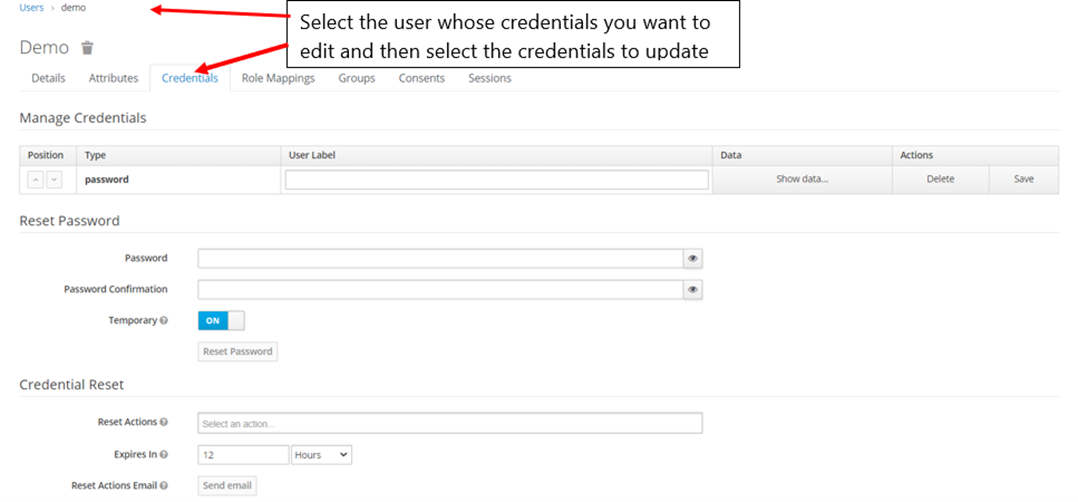 Users › demo
Select the user whose credentials you want to
edit and then select the credentials to update
Demo
Details Attributes Credentials Role Mappings Groups Consents Sessions
Manage Credentials
Position Type User Label Data Actions
password Show data... Delete Save
Reset Password
Password
Password Confirmation
Temporary
ON
Reset Password
Credential Reset
Reset Actions Select an action...
Expires In 12 Hours
Reset Actions Email Send email